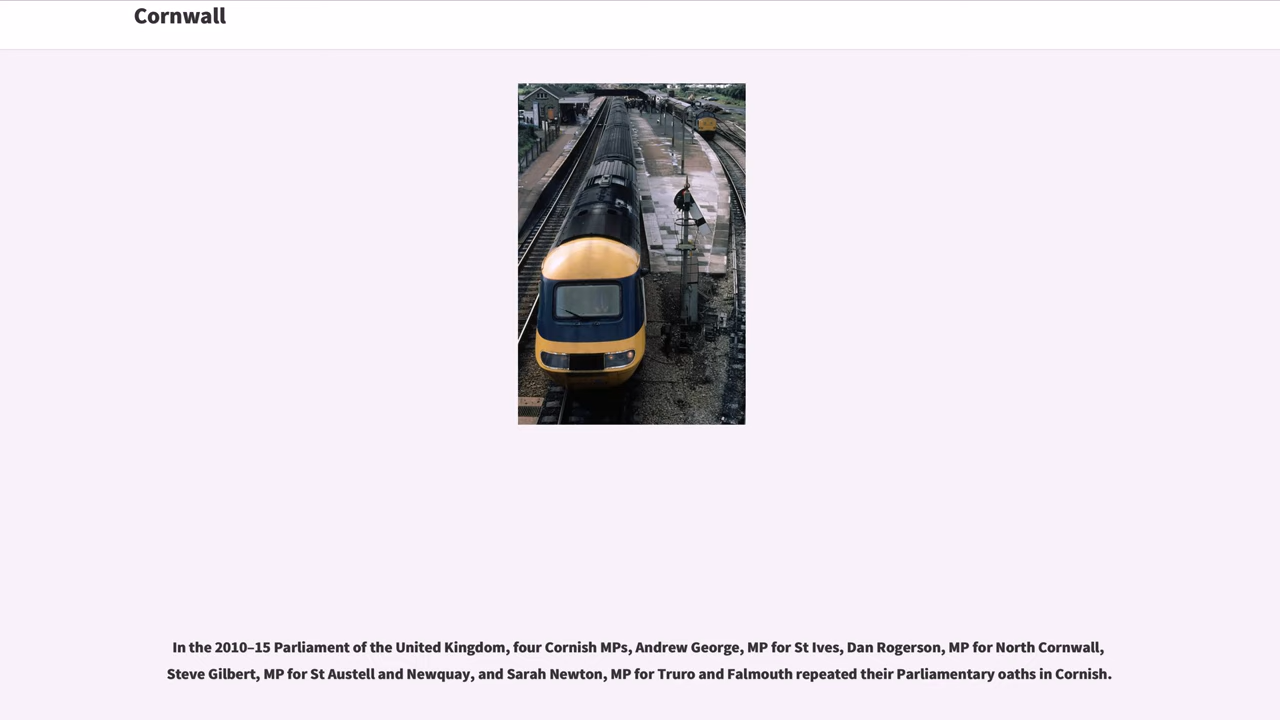 Cornwall
In the 2010–15 Parliament of the United Kingdom, four Cornish MPs, Andrew George, MP for St Ives, Dan Rogerson, MP for North Cornwall,
Steve Gilbert, MP for St Austell and Newquay, and Sarah Newton, MP for Truro and Falmouth repeated their Parliamentary oaths in Cornish.